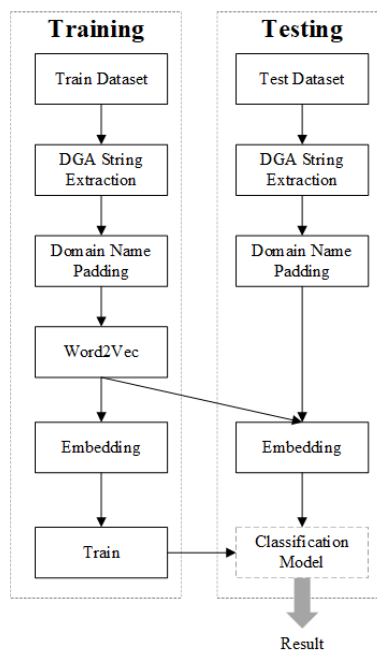 Training
Train Dataset
DGA String
Extraction
Domain Name
Padding
Word2Vec
Embedding
Train
Testing
Test Dataset
DGA String
Extraction
Domain Name
Padding
Embedding
Classification
Model
Result